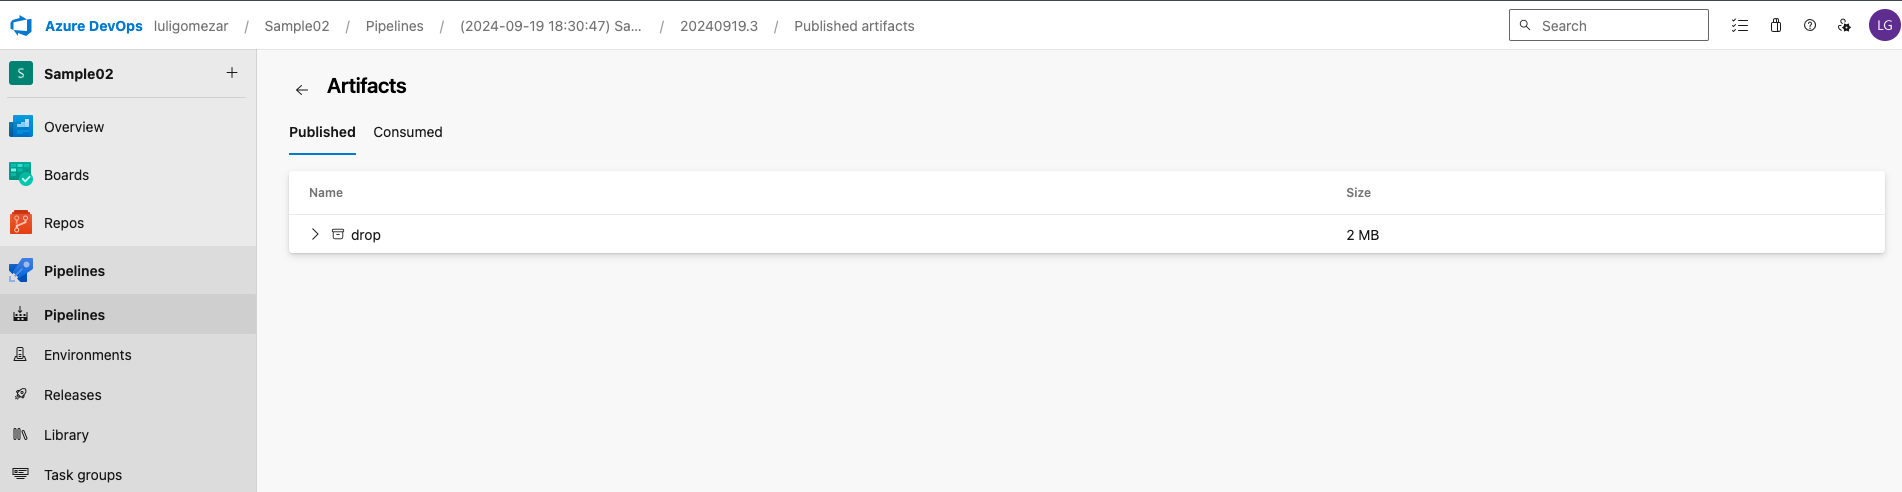 Azure DevOps luligomezar / Sample02 / Pipelines / (2024-09-19 18:30:47) Sa... / 20240919.3 / Published artifacts
Search
LG
S Sample02 +
Overview
Boards
Repos
Pipelines
Pipelines
Environments
Releases
Library
Task groups
Artifacts
Published Consumed
Name Size
drop 2 MB